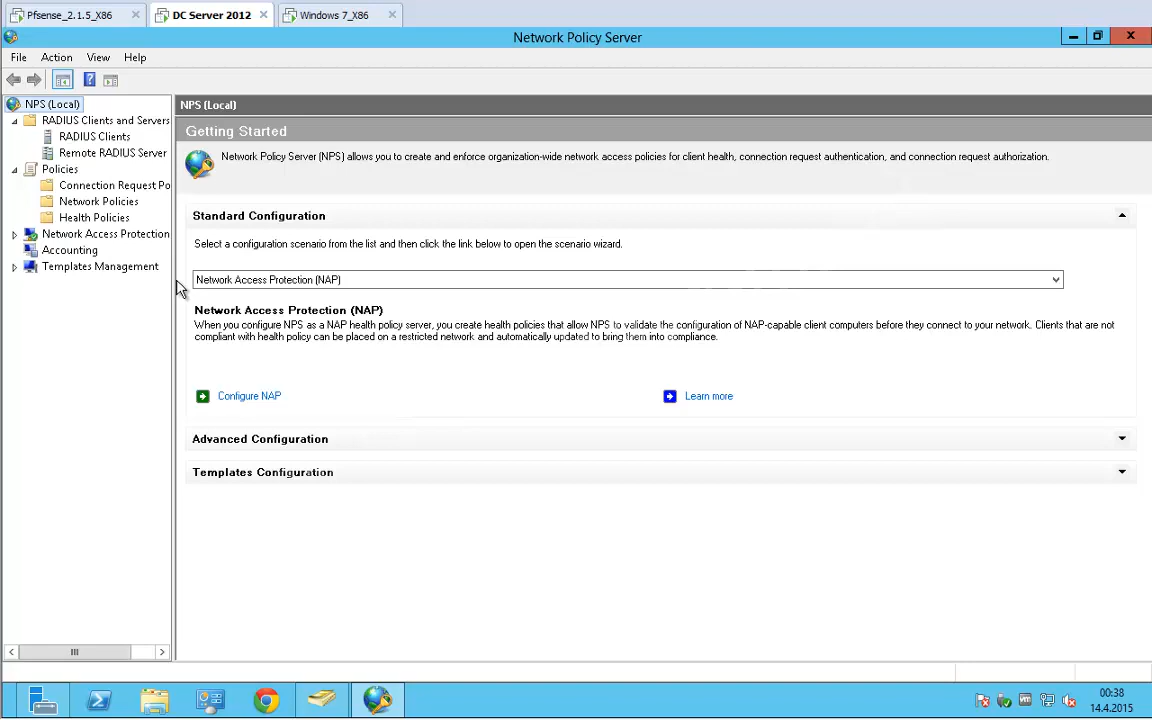 Pfsense_2.1.5_X86
DC Server 2012
Windows 7_X86
Network Policy Server
File Action View Help
NPS (Local)
RADIUS Clients and Servers
RADIUS Clients
Remote RADIUS Server
Policies
Connection Request Po
Network Policies
Health Policies
Network Access Protection
Accounting
Templates Management
NPS (Local)
Getting Started
Network Policy Server (NPS) allows you to create and enforce organization-wide network access policies for client health, connection request authentication, and connection request authorization.
Standard Configuration
Select a configuration scenario from the list and then click the link below to open the scenario wizard.
Network Access Protection (NAP)
Network Access Protection (NAP)
When you configure NPS as a NAP health policy server, you create health policies that allow NPS to validate the configuration of NAP-capable client computers before they connect to your network. Clients that are not
compliant with health policy can be placed on a restricted network and automatically updated to bring them into compliance.
Configure NAP
Learn more
Advanced Configuration
Templates Configuration
00:38
14.4.2015